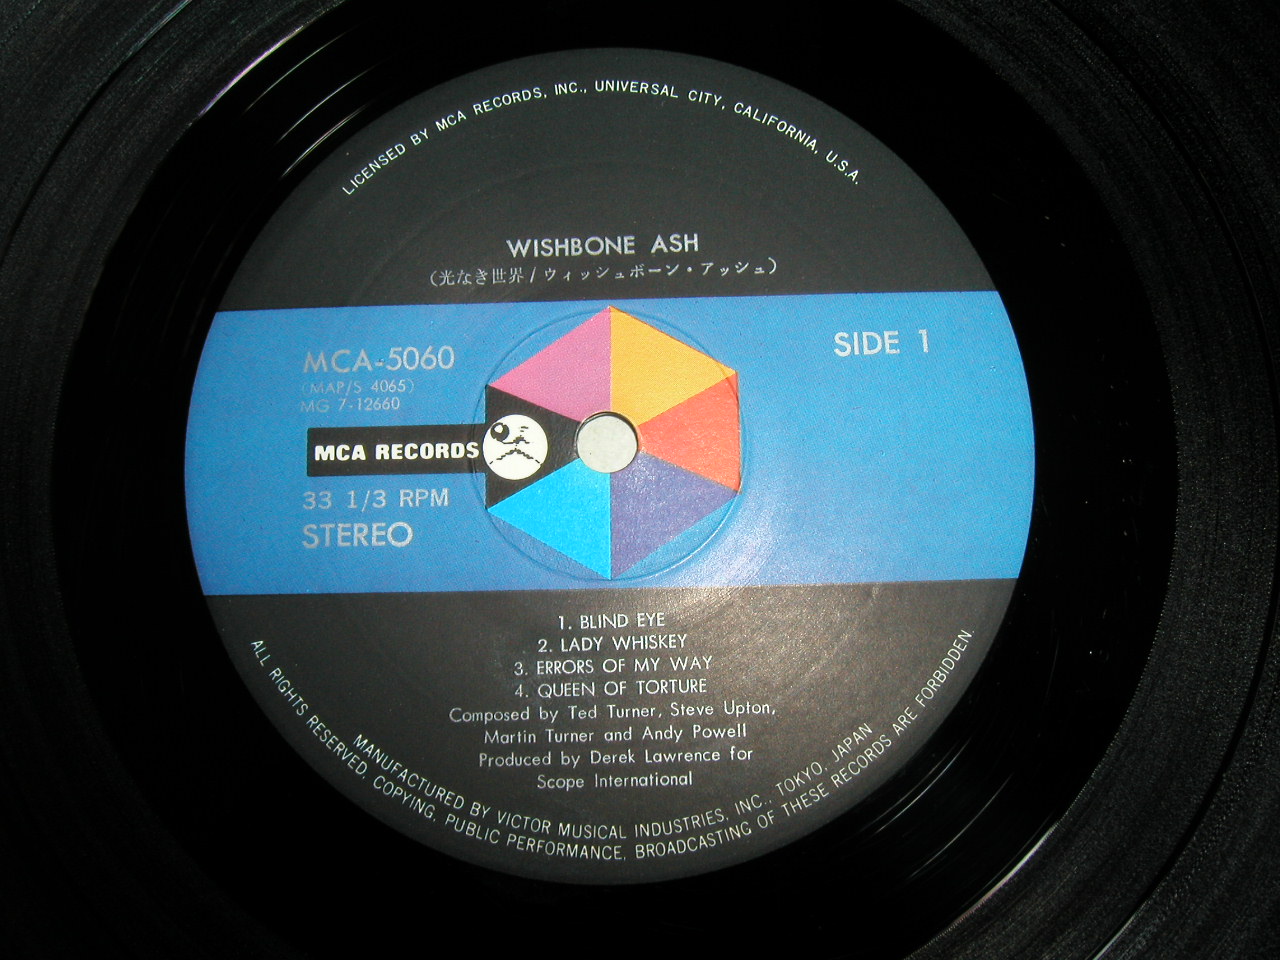 LICENSED BY MCA RECORDS, INC., UNIVERSAL CITY, CALIFORNIA, U.S.A.
WISHBONE ASH
(光なき世界/ウィッシュボーン・アッシュ)
MCA-5060
(MAP/S 4065)
MG 7-12660
SIDE 1
MCA RECORDS
33 1/3 RPM
STEREO
1. BLIND EYE
2. LADY WHISKEY
3. ERRORS OF MY WAY
4. QUEEN OF TORTURE
Composed by Ted Turner, Steve Upton,
Martin Turner and Andy Powell
Produced by Derek Lawrence for
Scope International
MANUFACTURED BY VICTOR MUSICAL INDUSTRIES, INC., TOKYO, JAPAN
ALL RIGHTS RESERVED, COPYING, PUBLIC PERFORMANCE, BROADCASTING OF THESE RECORDS ARE FORBIDDEN.